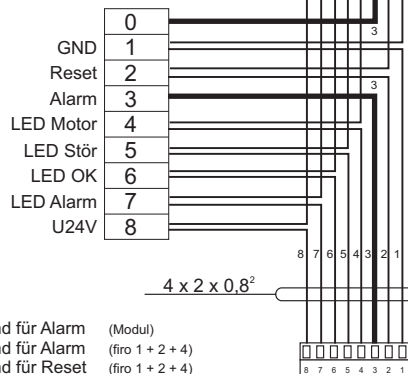 0
3
GND 1
Reset 2
3
Alarm 3
LED Motor 4
LED Stör 5
LED OK 6
LED Alarm 7
U24V 8
8 7 6 5 4 3 2 1
4 x 2 x 0,8²
für Alarm (Modul)
für Alarm (firo 1 + 2 + 4)
für Reset (firo 1 + 2 + 4)
8 7 6 5 4 3 2 1